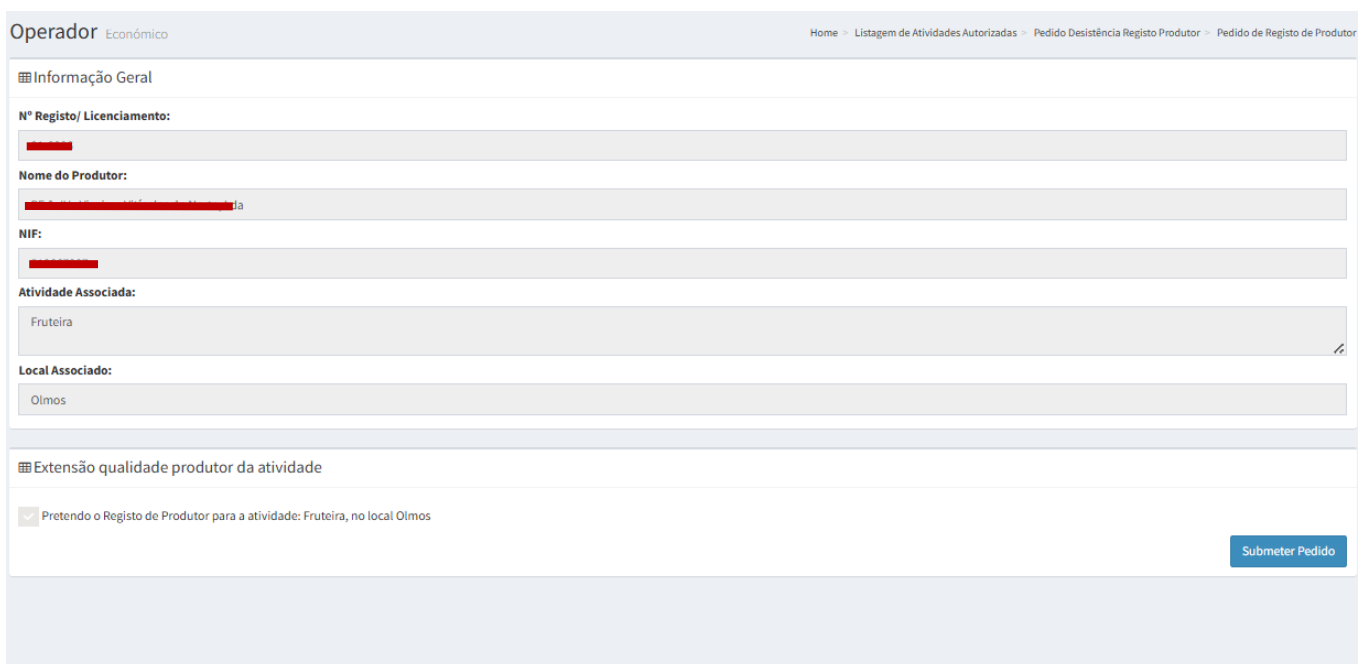 Operador Económico
Home > Listagem de Atividades Autorizadas > Pedido Desistência Registo Produtor > Pedido de Registo de Produtor
Informação Geral
Nº Registo/ Licenciamento:
Nome do Produtor:
da
NIF:
Atividade Associada:
Fruteira
Local Associado:
Olmos
Extensão qualidade produtor da atividade
Pretendo o Registo de Produtor para a atividade: Fruteira, no local Olmos
Submeter Pedido